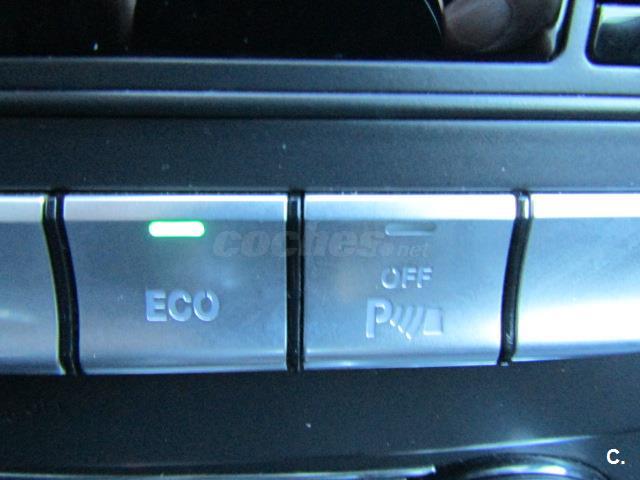 coches.net
OFF
ECO
P
C.